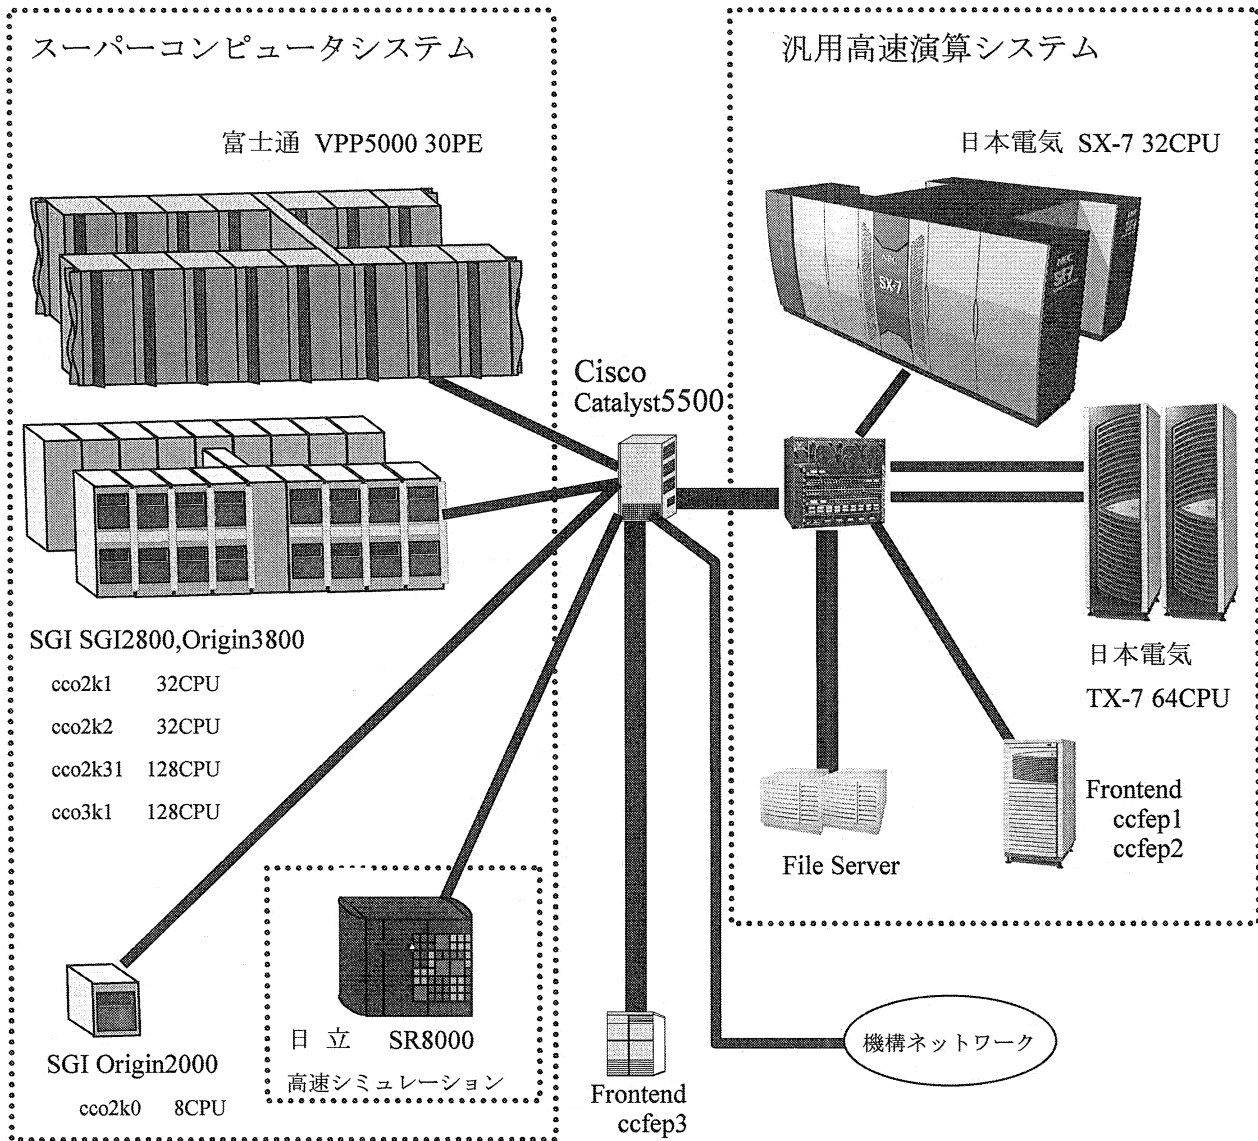 スーパーコンピュータシステム
富士通 VPP5000 30PE
SGI SGI2800,Origin3800
cco2k1 32CPU
cco2k2 32CPU
cco2k31 128CPU
cco3k1 128CPU
SGI Origin2000
cco2k0 8CPU
日 立 SR8000
高速シミュレーション
Cisco
Catalyst5500
Frontend
ccfep3
機構ネットワーク
汎用高速演算システム
日本電気 SX-7 32CPU
SX-7
日本電気
TX-7 64CPU
File Server
Frontend
ccfep1
ccfep2